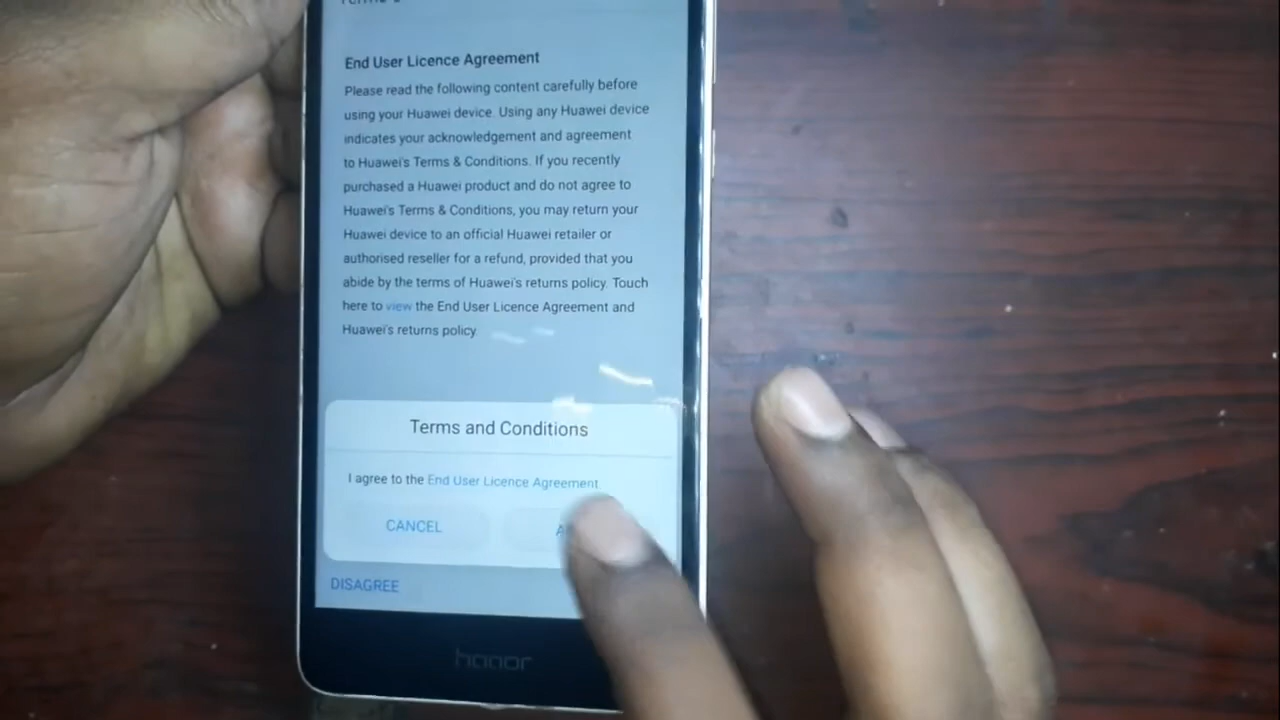 End User Licence Agreement
Please read the following content carefully before
using your Huawei device. Using any Huawei device
indicates your acknowledgement and agreement
to Huawei's Terms & Conditions. If you recently
purchased a Huawei product and do not agree to
Huawei's Terms & Conditions, you may return your
Huawei device to an official Huawei retailer or
authorised reseller for a refund, provided that you
abide by the terms of Huawei's returns policy. Touch
here to view the End User Licence Agreement and
Huawei's returns policy.
Terms and Conditions
I agree to the End User Licence Agreement
CANCEL
DISAGREE
honor